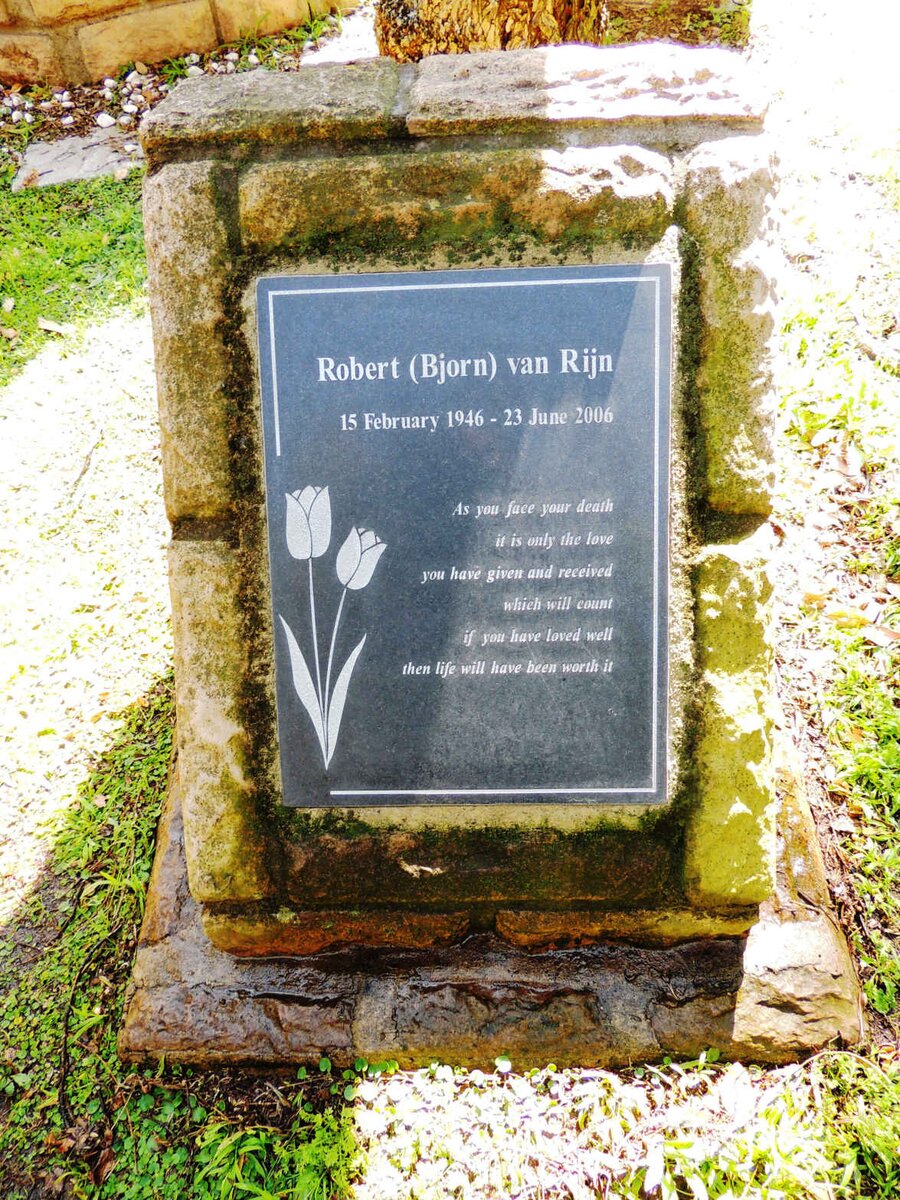 Robert (Bjorn) van Rijn
15 February 1946 - 23 June 2006
As you face your death
it is only the love
you have given and received
which will count
if you have loved well
then life will have been worth it